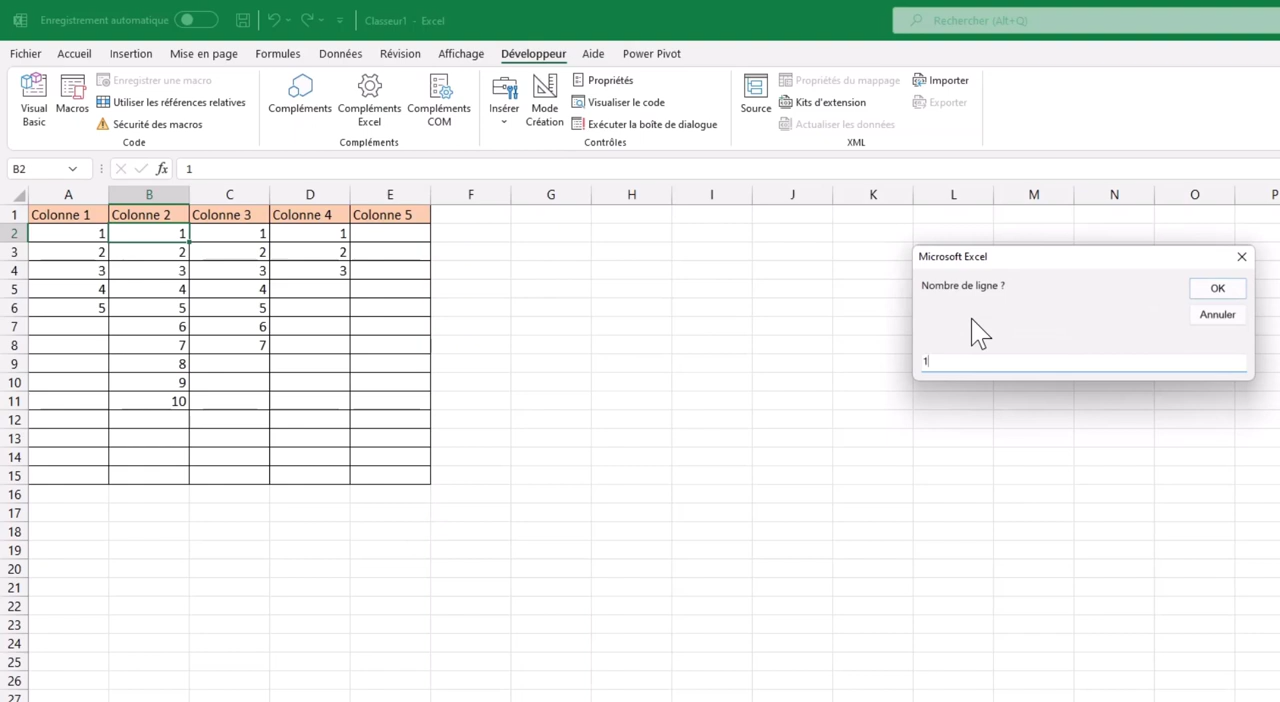 Enregistrement automatique
Classeur1 - Excel
Rechercher (Alt+Q)
Fichier Accueil Insertion Mise en page Formules Données Révision Affichage Développeur Aide Power Pivot
Visual Basic
Macros
Enregistrer une macro
Utiliser les références relatives
Sécurité des macros
Code
Compléments
Compléments Excel
Compléments COM
Compléments
Insérer
Mode Création
Propriétés
Visualiser le code
Exécuter la boîte de dialogue
Contrôles
Source
Propriétés du mappage
Kits d'extension
Actualiser les données
Importer
Exporter
XML
B2 fx 1
A B C D E F G H I J K L M N O P
1 Colonne 1 Colonne 2 Colonne 3 Colonne 4 Colonne 5
2 1 1 1 1
3 2 2 2 2
4 3 3 3 3
5 4 4 4
6 5 5 5
7 6 6
8 7 7
9 8
10 9
11 10
12
13
14
15
16
17
18
19
20
21
22
23
24
25
26
27
Microsoft Excel
Nombre de ligne ?
OK
Annuler
1